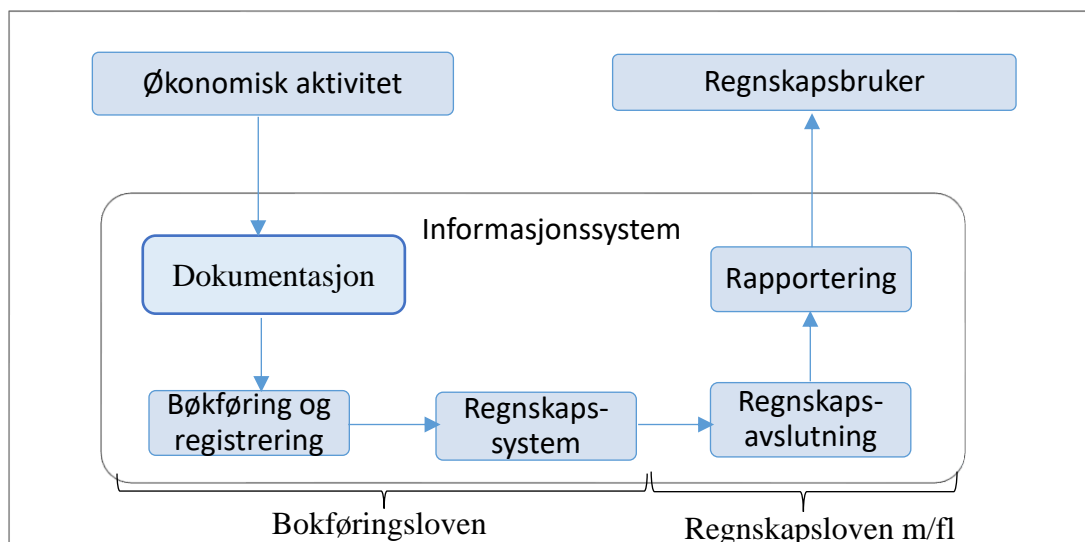 Økonomisk aktivitet
Regnskapsbruker
Informasjonssystem
Dokumentasjon
Rapportering
Bøkføring og
registrering
Regnskaps-
system
Regnskaps-
avslutning
Bokføringsloven
Regnskapsloven m/fl